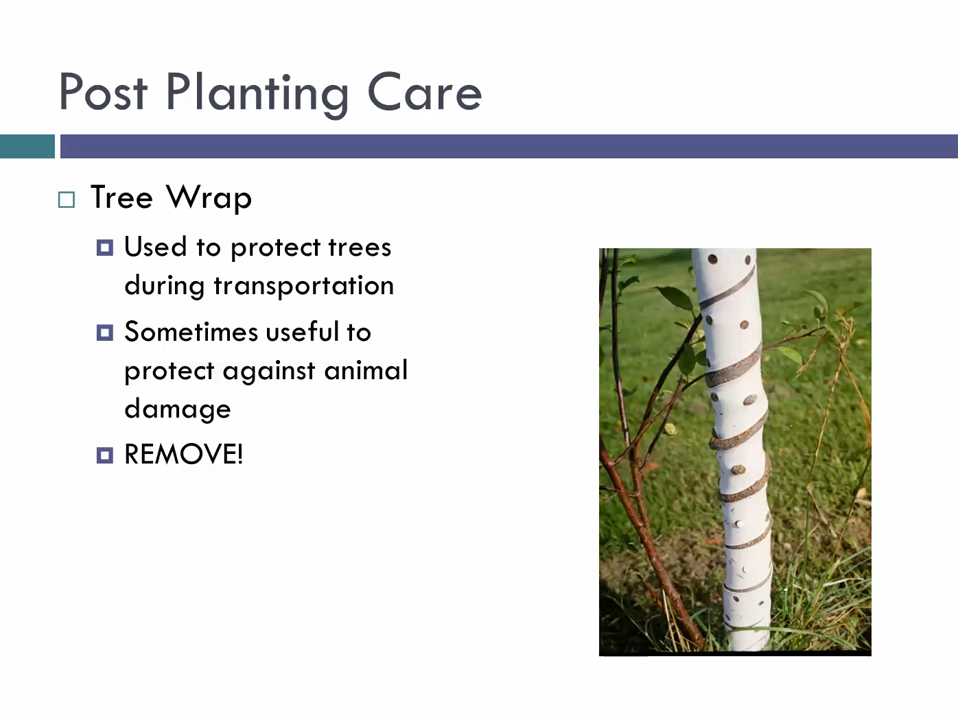 Post Planting Care
Tree Wrap
Used to protect trees
during transportation
Sometimes useful to
protect against animal
damage
REMOVE!